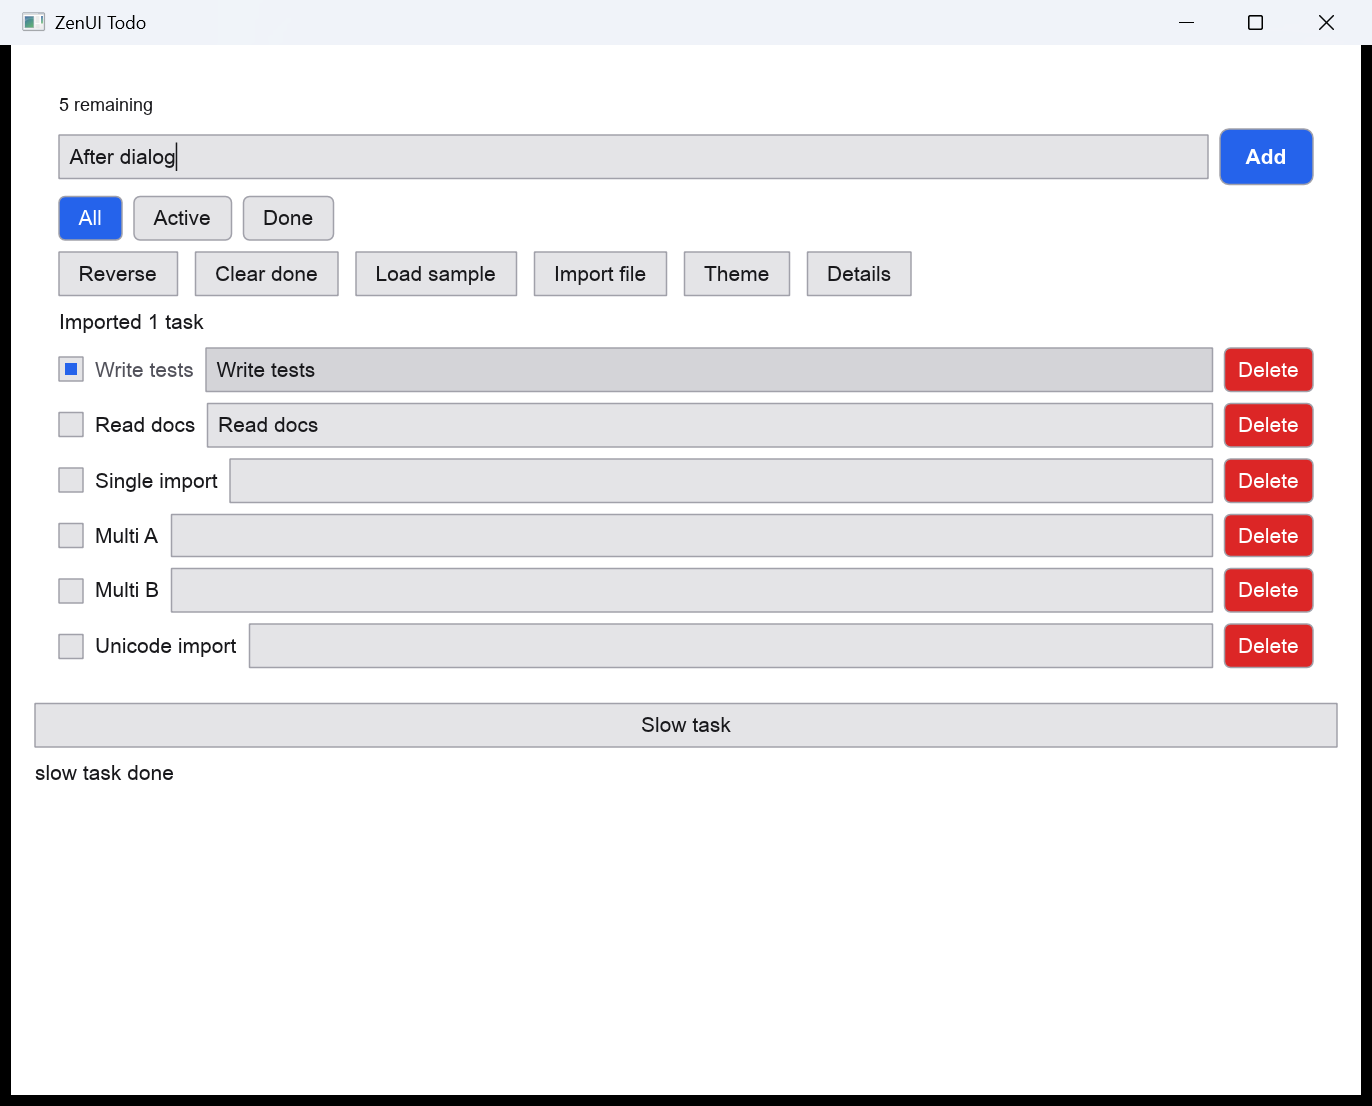 ZenUI Todo
5 remaining
After dialog Add
All Active Done
Reverse Clear done Load sample Import file Theme Details
Imported 1 task
Write tests Write tests Delete
Read docs Read docs Delete
Single import Delete
Multi A Delete
Multi B Delete
Unicode import Delete
Slow task
slow task done